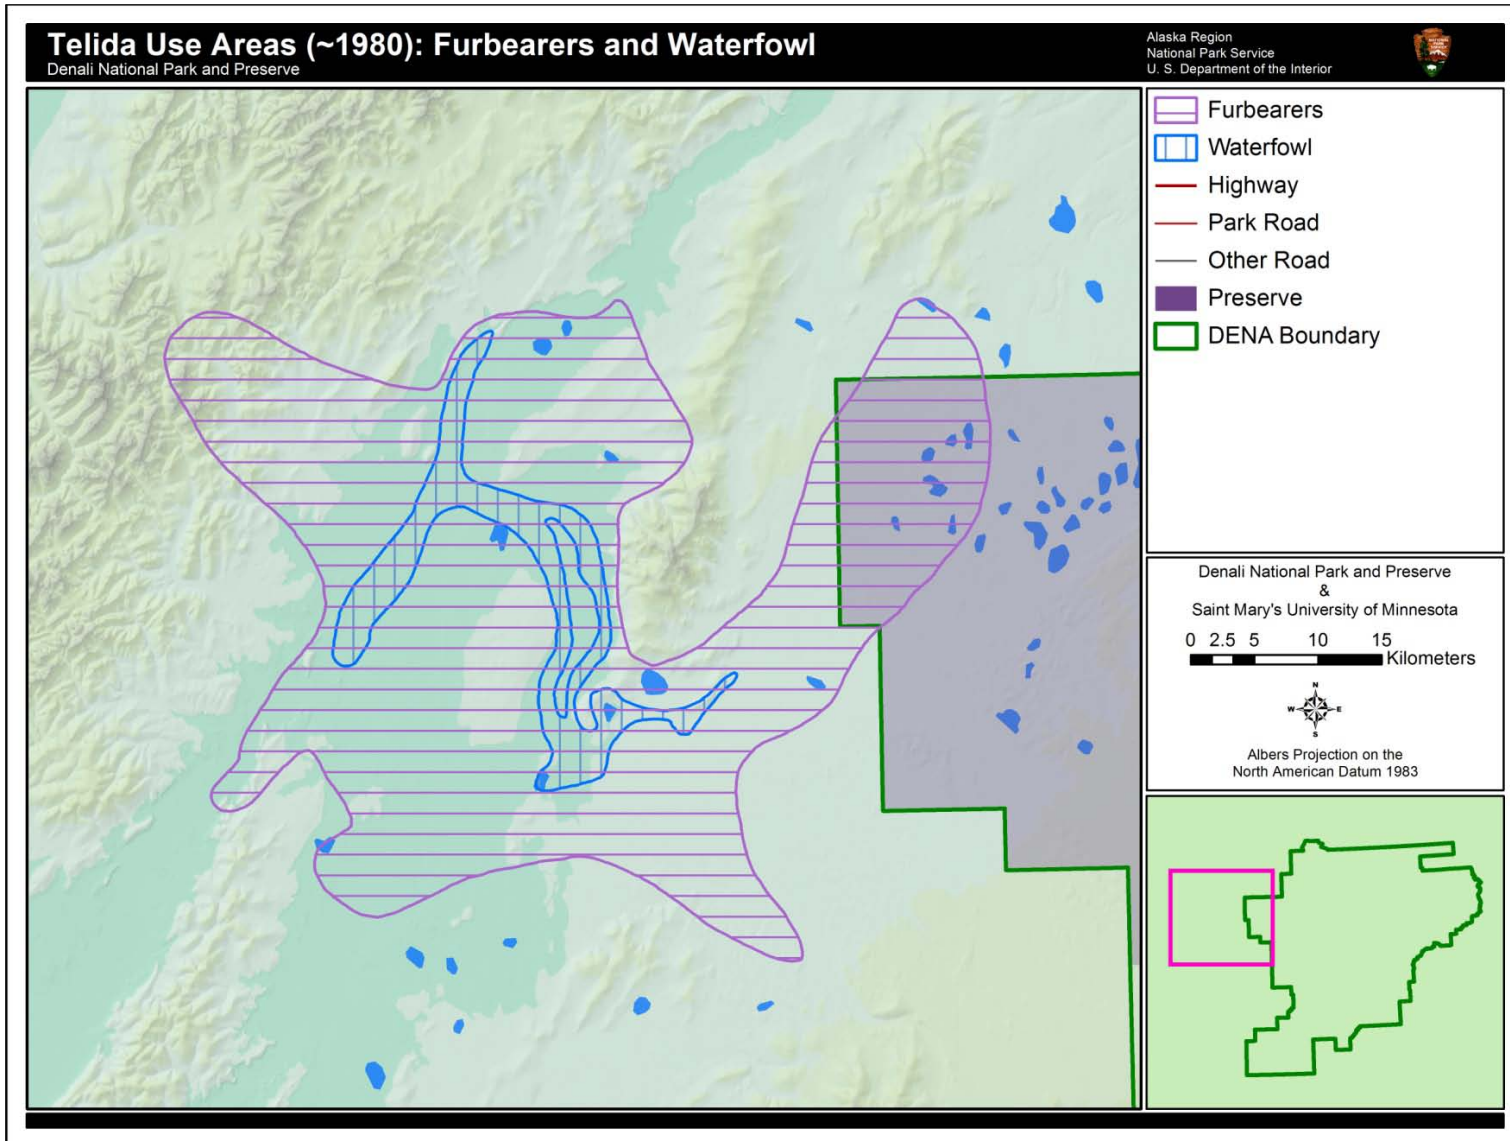 Telida Use Areas (~1980): Furbearers and Waterfowl
Denali National Park and Preserve
Alaska Region
National Park Service
U. S. Department of the Interior
Furbearers
Waterfowl
Highway
Park Road
Other Road
Preserve
DENA Boundary
Denali National Park and Preserve
&
Saint Mary's University of Minnesota
0 2.5 5 10 15
Kilometers
N
W E
S
Albers Projection on the
North American Datum 1983